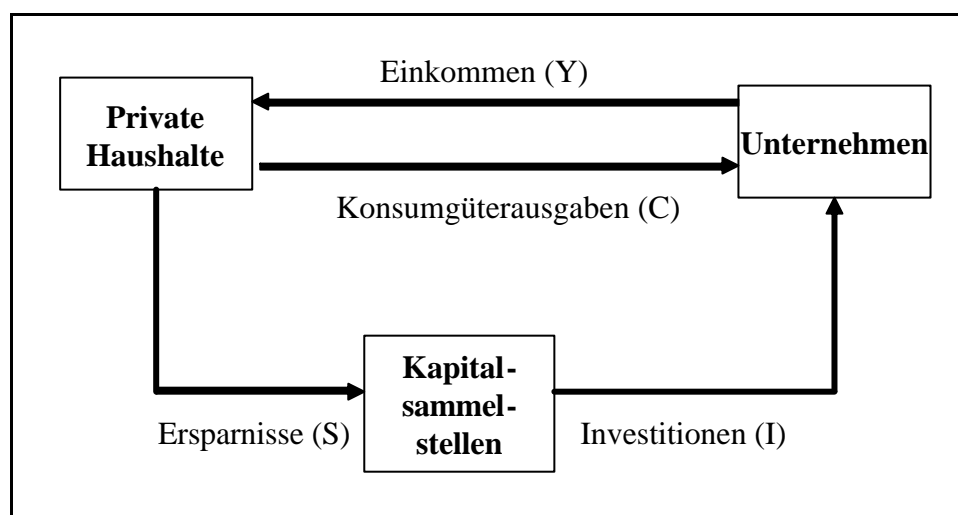 Einkommen (Y)
Private
Haushalte
Unternehmen
Konsumgüterausgaben (C)
Kapital-
sammel-
stellen
Ersparnisse (S)
Investitionen (I)